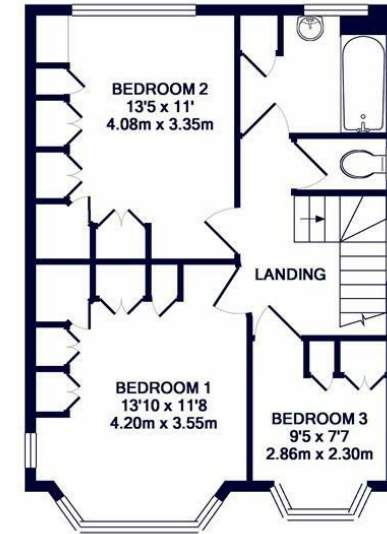 BEDROOM 2
13'5 x 11'
4.08m x 3.35m
LANDING
BEDROOM 1
13'10 x 11'8
4.20m x 3.55m
BEDROOM 3
9'5 x 7'7
2.86m x 2.30m